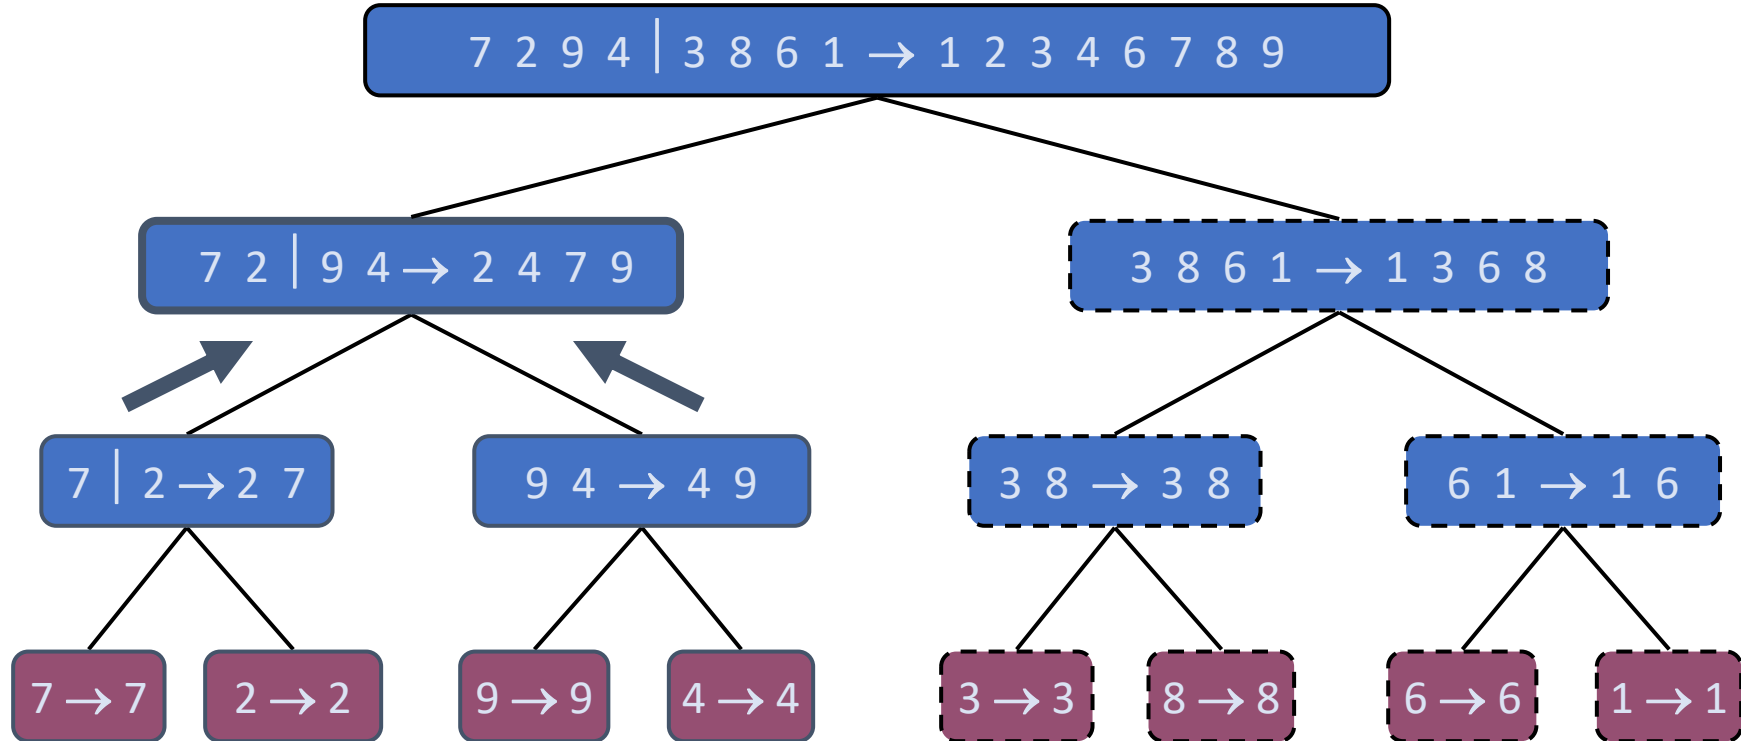 7 2 9 4 | 3 8 6 1 → 1 2 3 4 6 7 8 9
7 2 | 9 4 → 2 4 7 9
3 8 6 1 → 1 3 6 8
7 | 2 → 2 7
9 4 → 4 9
3 8 → 3 8
6 1 → 1 6
7 → 7
2 → 2
9 → 9
4 → 4
3 → 3
8 → 8
6 → 6
1 → 1